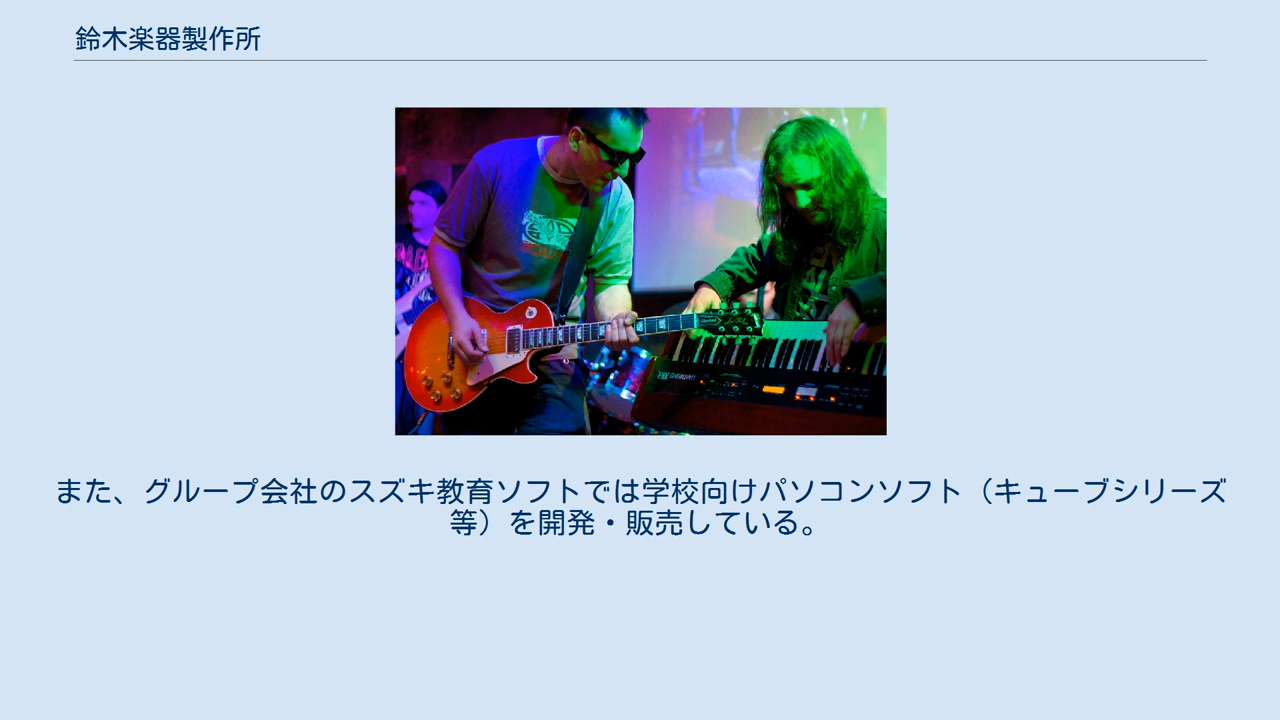 鈴木楽器製作所
また、グループ会社のスズキ教育ソフトでは学校向けパソコンソフト（キューブシリーズ
等）を開発・販売している。